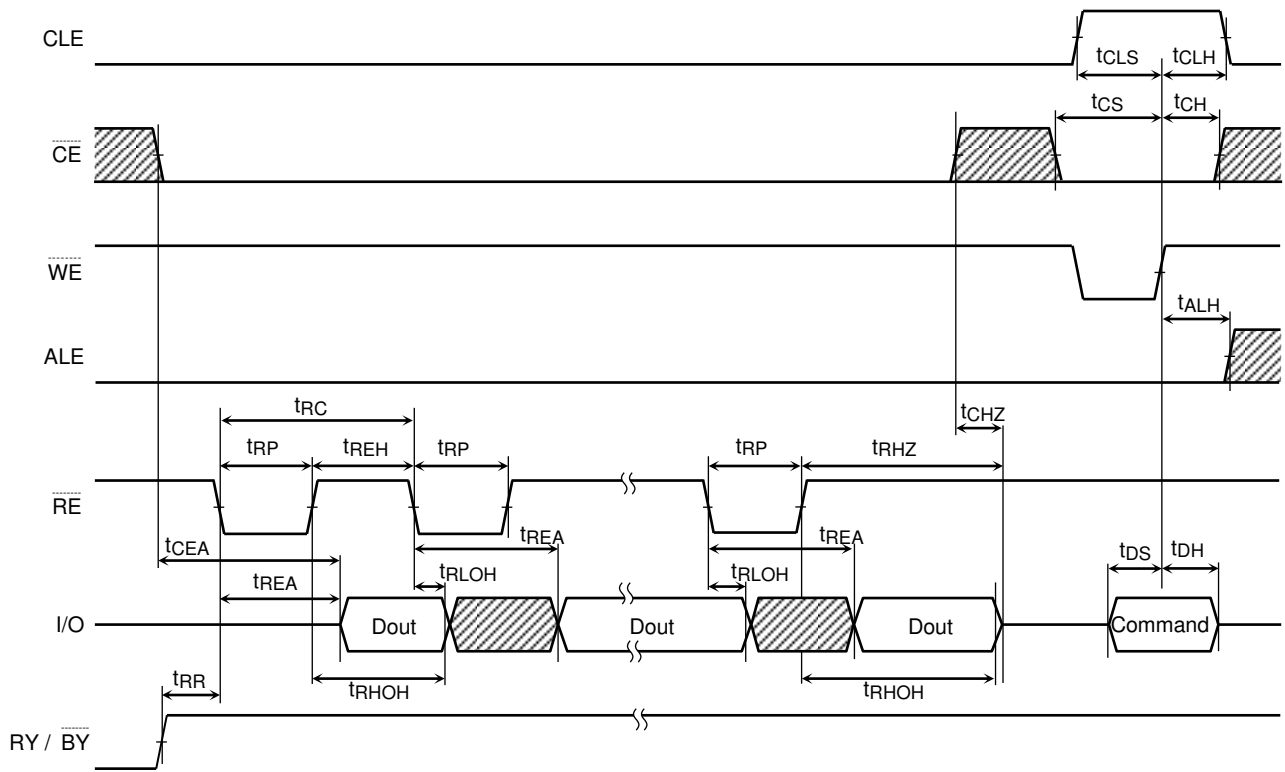 CLE
tCLS tCLH
tCS tCH
CE
WE
tALH
ALE
tRC
tCHZ
tRP tREH tRP tRP tRHZ
RE
tCEA tREA tREA tDS tDH
tREA tRLOH tRLOH
I/O Dout Dout Dout Command
tRR tRHOH tRHOH
RY / BY